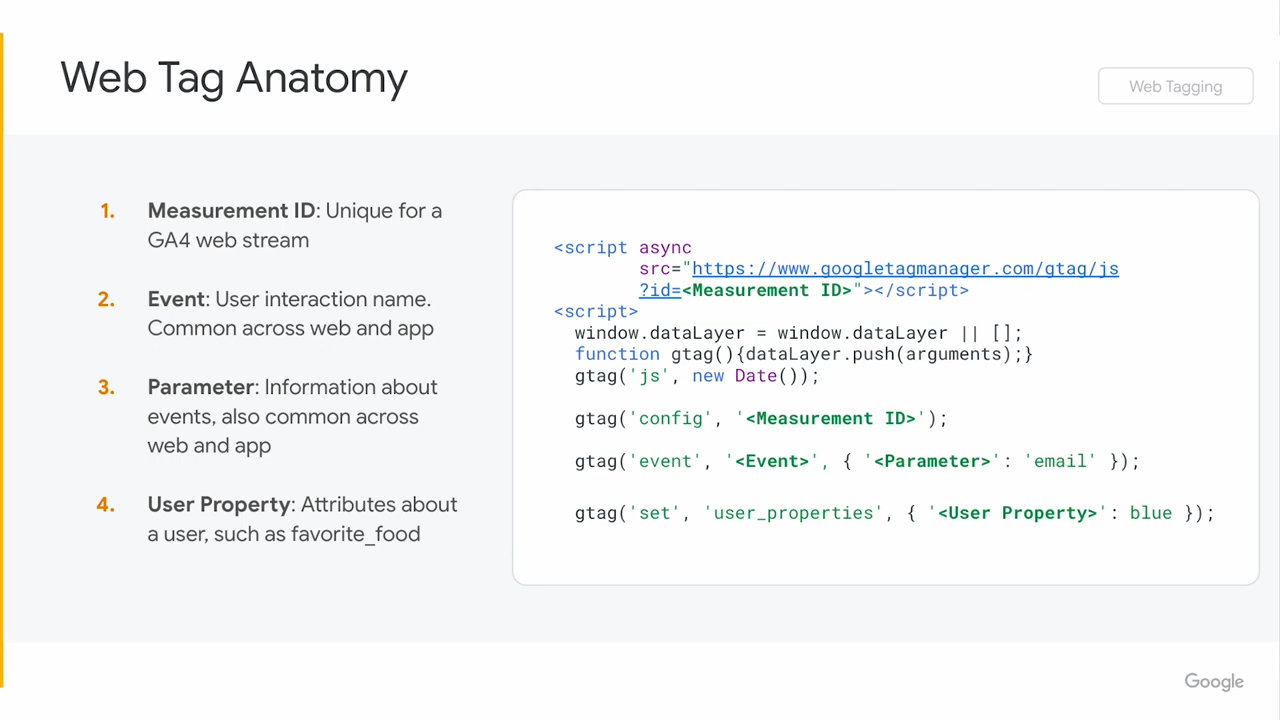 Web Tag Anatomy
Web Tagging
1. Measurement ID: Unique for a
GA4 web stream
2. Event: User interaction name.
Common across web and app
3. Parameter: Information about
events, also common across
web and app
4. User Property: Attributes about
a user, such as favorite_food
<script async
src="https://www.googletagmanager.com/gtag/js
?id=<Measurement ID>"></script>
<script>
window.dataLayer = window.dataLayer || [];
function gtag(){dataLayer.push(arguments);}
gtag('js', new Date());
gtag('config', '<Measurement ID>');
gtag('event', '<Event>', { '<Parameter>': 'email' });
gtag('set', 'user_properties', { '<User Property>': blue });
Google